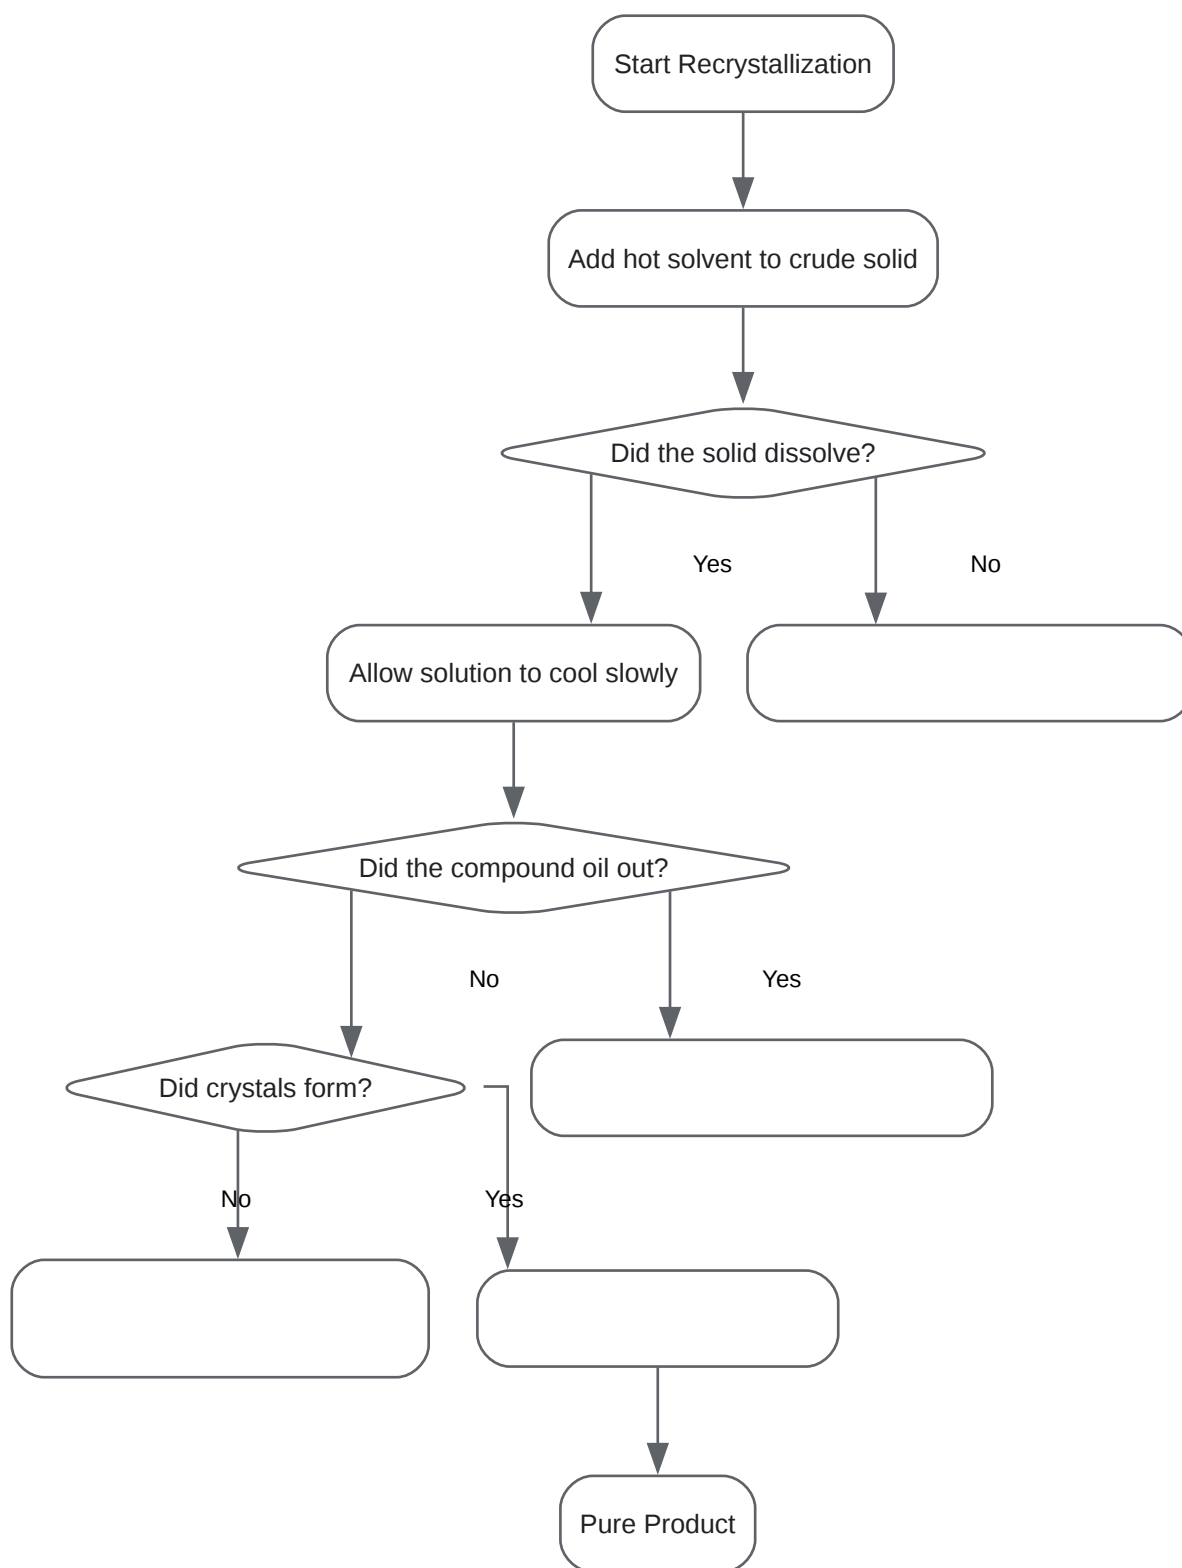 Start Recrystallization
Add hot solvent to crude solid
Did the solid dissolve?
Yes
No
Allow solution to cool slowly
Did the compound oil out?
No
Yes
Did crystals form?
No
Yes
Pure Product